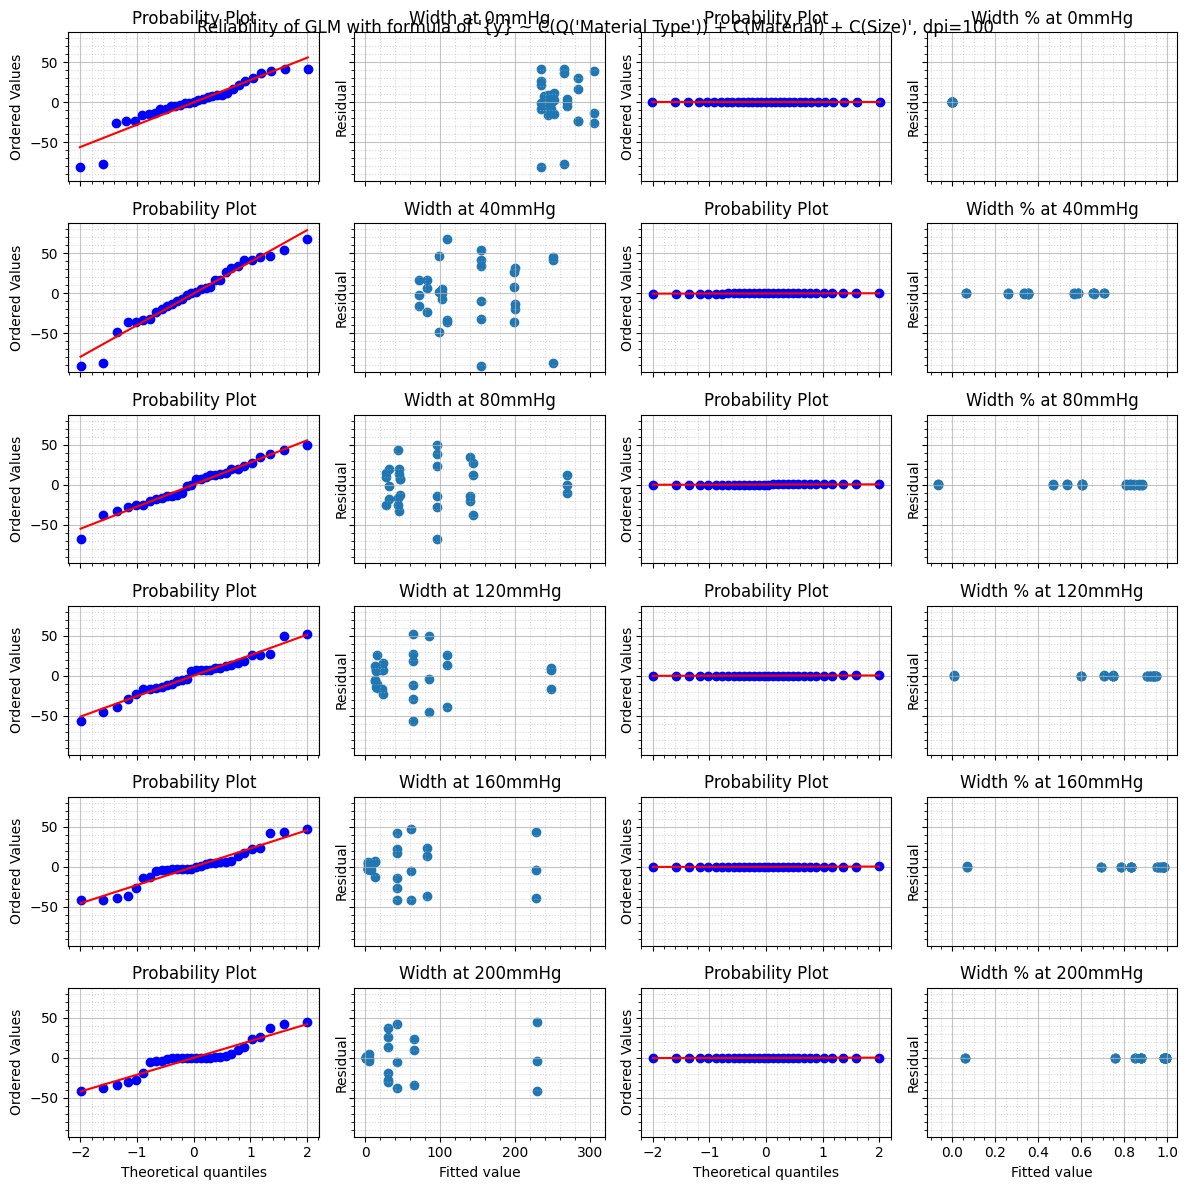 Reliability of GLM with formula of '{y} ~ C(Q('Material Type')) + C(Material) + C(Size)', dpi=100
Probability Plot
Width at 0mmHg
Probability Plot
Width % at 0mmHg
Ordered Values
50
0
−50
Residual
Ordered Values
Residual
Probability Plot
Width at 40mmHg
Probability Plot
Width % at 40mmHg
Ordered Values
50
0
−50
Residual
Ordered Values
Residual
Probability Plot
Width at 80mmHg
Probability Plot
Width % at 80mmHg
Ordered Values
50
0
−50
Residual
Ordered Values
Residual
Probability Plot
Width at 120mmHg
Probability Plot
Width % at 120mmHg
Ordered Values
50
0
−50
Residual
Ordered Values
Residual
Probability Plot
Width at 160mmHg
Probability Plot
Width % at 160mmHg
Ordered Values
50
0
−50
Residual
Ordered Values
Residual
Probability Plot
Width at 200mmHg
Probability Plot
Width % at 200mmHg
Ordered Values
50
0
−50
Residual
Ordered Values
Residual
−2 −1 0 1 2
0 100 200 300
−2 −1 0 1 2
0.0 0.2 0.4 0.6 0.8 1.0
Theoretical quantiles
Fitted value
Theoretical quantiles
Fitted value